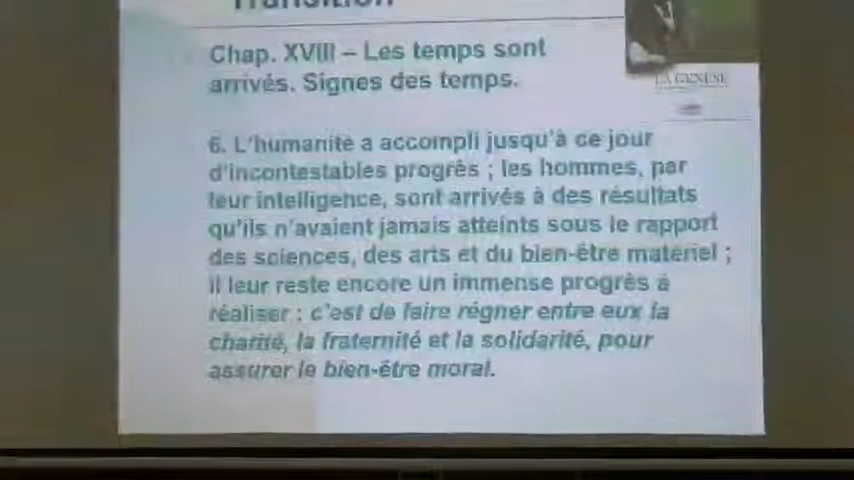 Transition
Chap. XVIII – Les temps sont
arrivés. Signes des temps.
LA GENÈSE
6. L'humanité a accompli jusqu'à ce jour
d'incontestables progrès ; les hommes, par
leur intelligence, sont arrivés à des résultats
qu'ils n'avaient jamais atteints sous le rapport
des sciences, des arts et du bien-être matériel ;
il leur reste encore un immense progrès à
réaliser : c'est de faire régner entre eux la
charité, la fraternité et la solidarité, pour
assurer le bien-être moral.